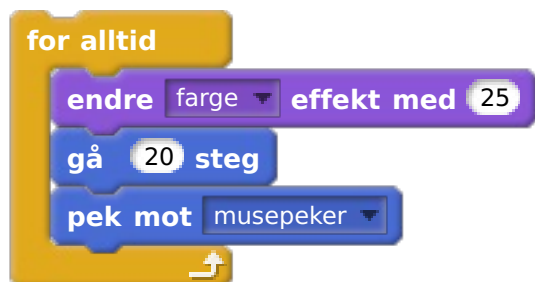 for alltid
endre farge effekt med 25
gå 20 steg
pek mot musepeker